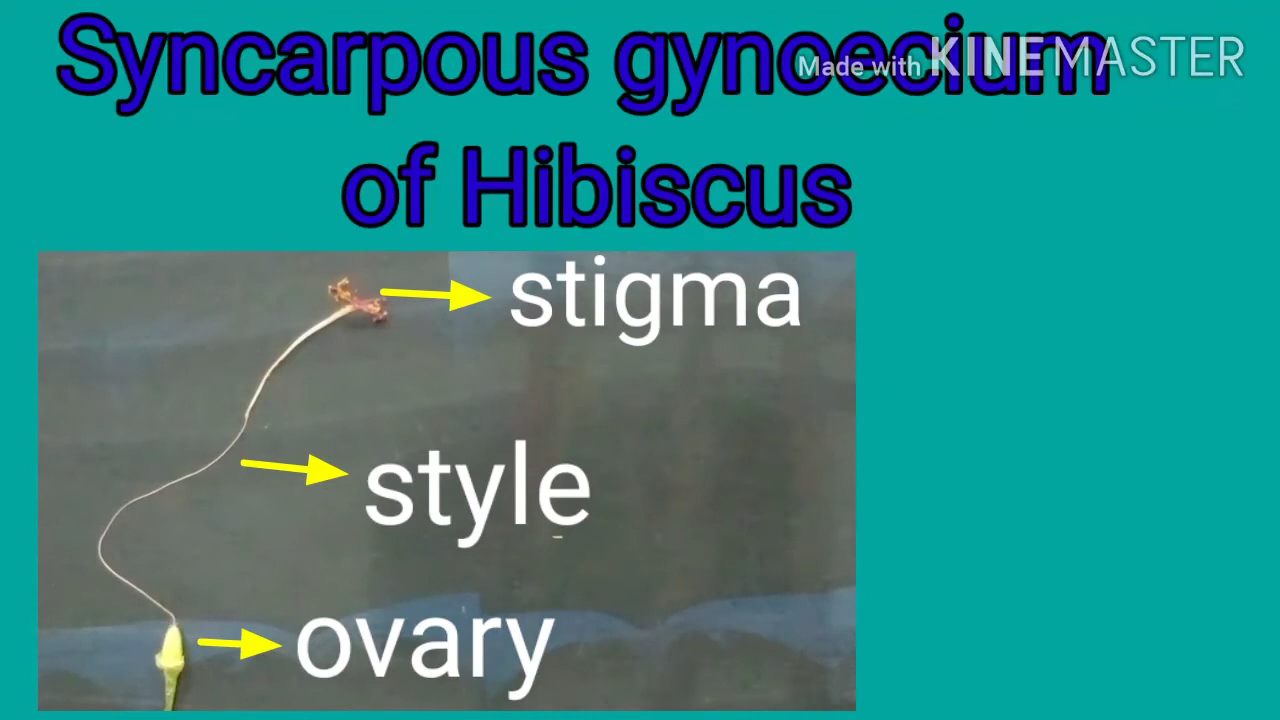 Syncarpous gynoecium
Made with KINEMASTER
of Hibiscus
stigma
style
ovary